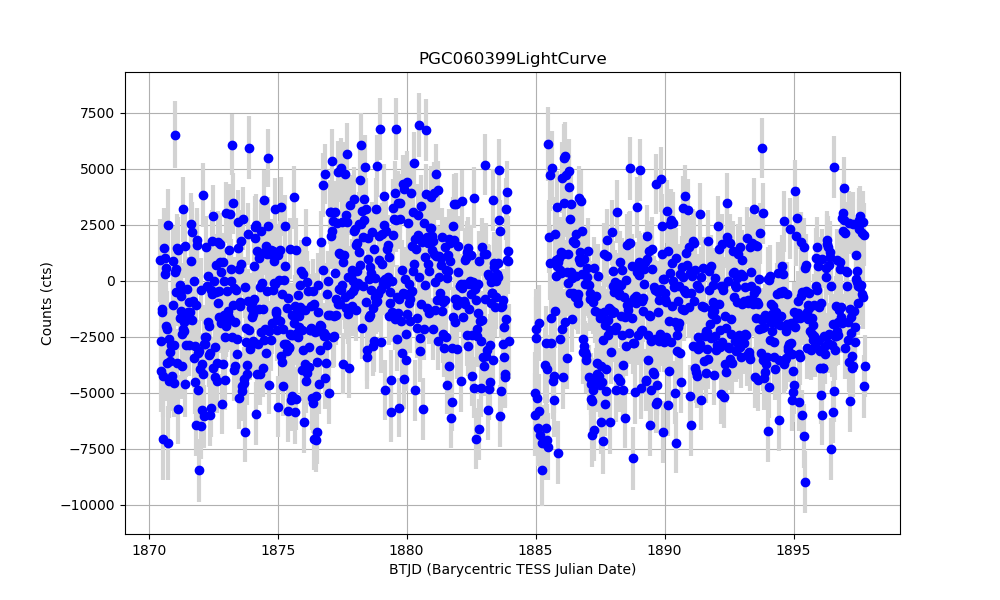 PGC060399LightCurve
7500
5000
2500
0
−2500
−5000
−7500
−10000
Counts (cts)
1870 1875 1880 1885 1890 1895
BTJD (Barycentric TESS Julian Date)